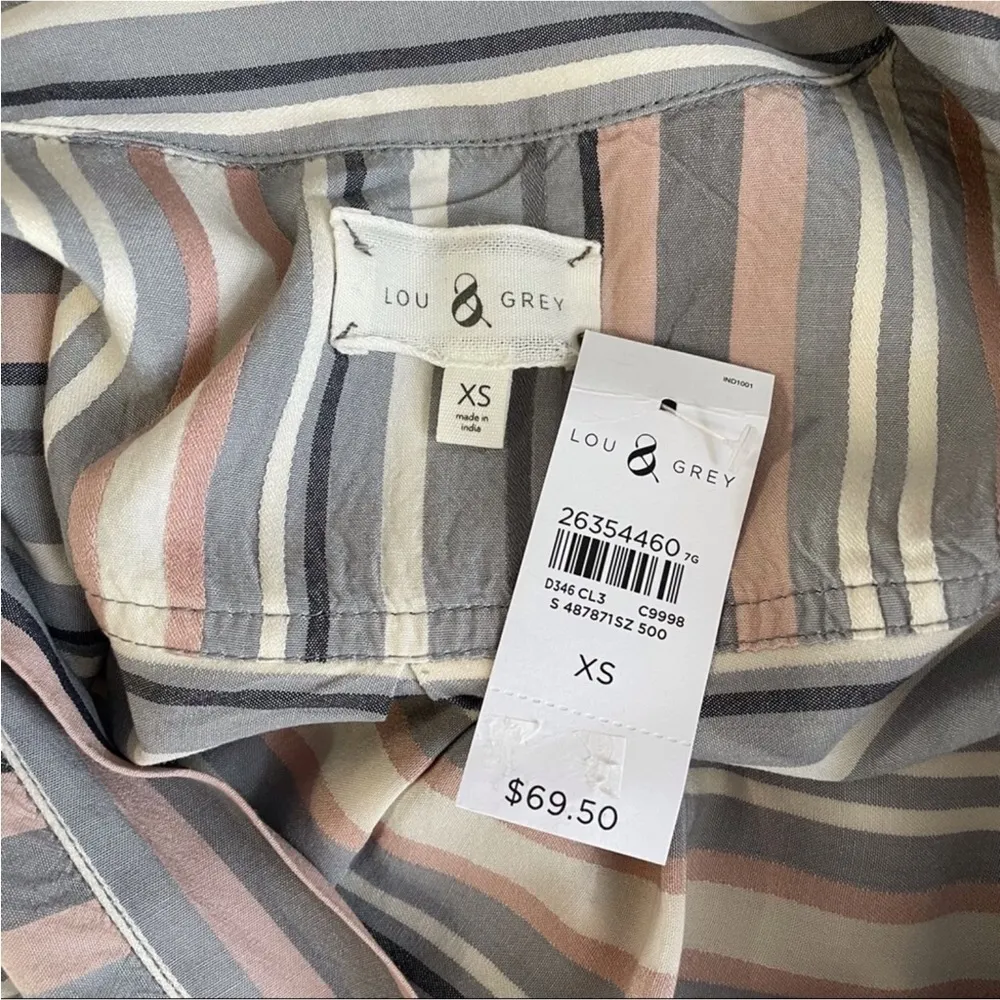 LOU & GREY
XS
made in
india
IND1001
LOU & GREY
26354460 7G
D346 CL3 C9998
S 487871SZ 500
XS
$69.50